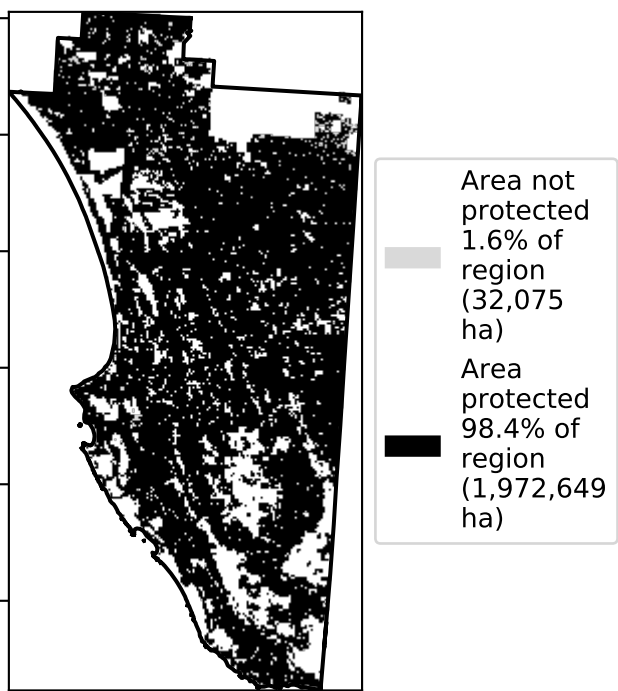 Area not
protected
1.6% of
region
(32,075
ha)
Area
protected
98.4% of
region
(1,972,649
ha)